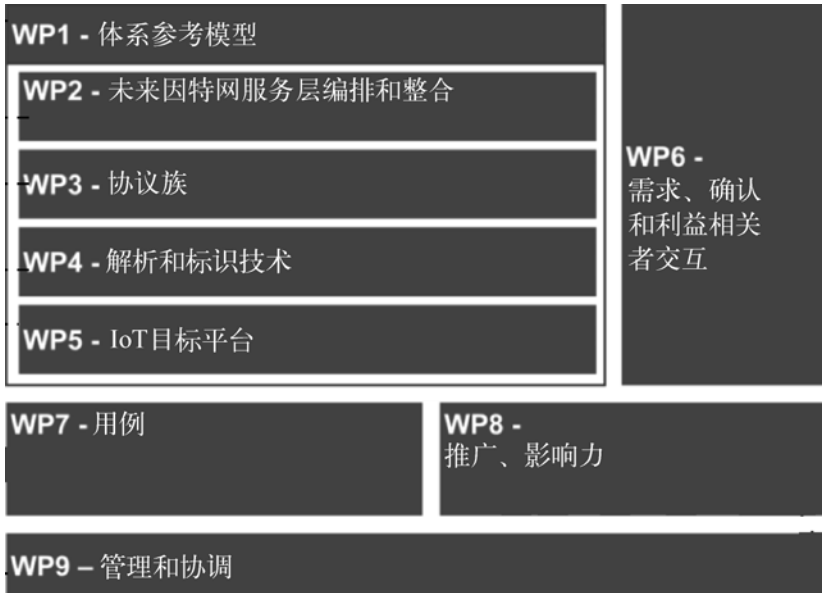 WP1 - 体系参考模型
WP2 - 未来因特网服务层编排和整合
WP3 - 协议族
WP4 - 解析和标识技术
WP5 - IoT目标平台
WP6 -
需求、确认
和利益相关
者交互
WP7 - 用例
WP8 -
推广、影响力
WP9 – 管理和协调